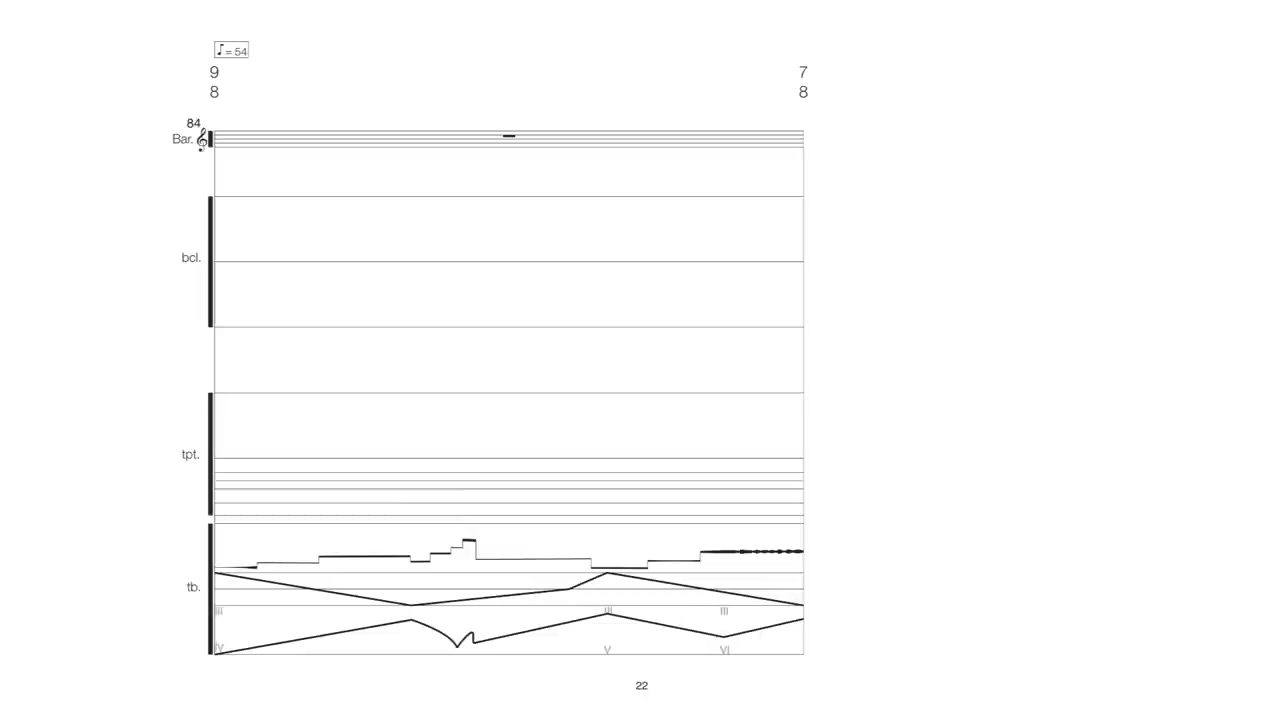 ♪ = 54
9 7
8 8
84
Bar.
bcl.
tpt.
tb.
III III III
IV V VI
22